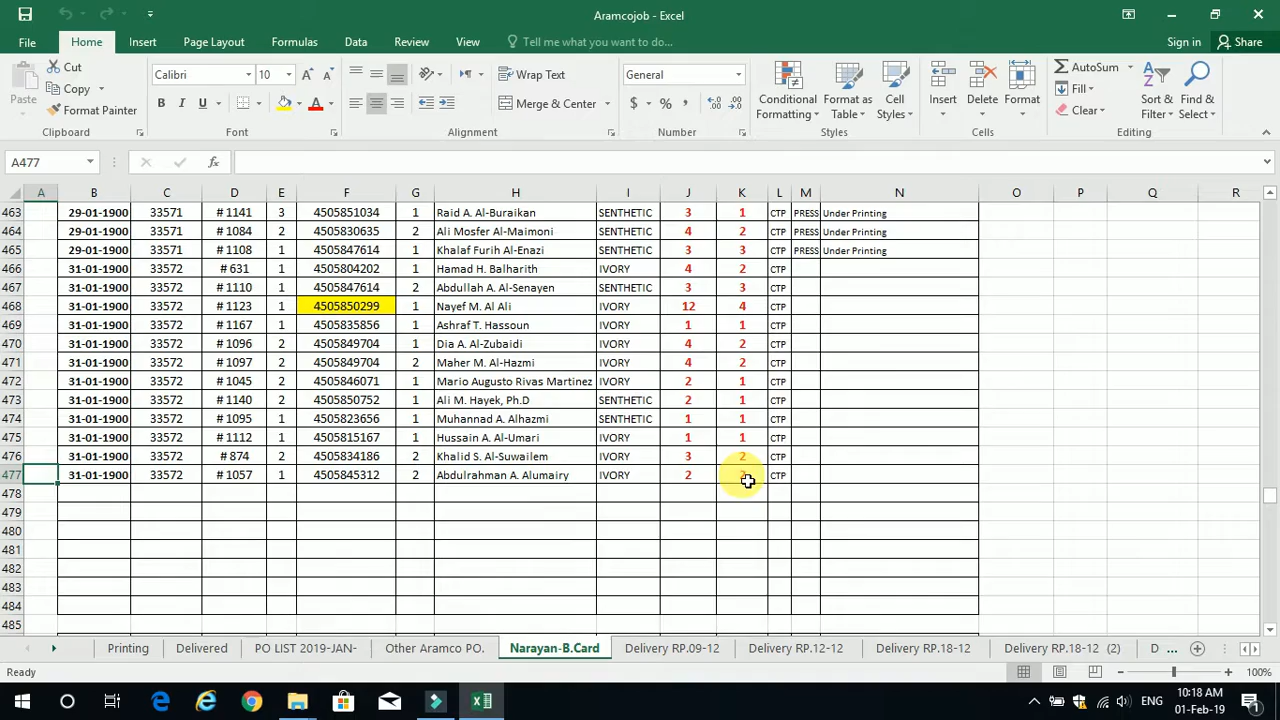 Aramcojob - Excel
File Home Insert Page Layout Formulas Data Review View Tell me what you want to do... Sign in Share
Paste Cut Copy Format Painter Clipboard
Calibri 10 A A B I U A Font
Wrap Text Merge & Center Alignment
General $ % , Number
Conditional Formatting Format as Table Cell Styles Styles
Insert Delete Format Cells
AutoSum Fill Clear Sort & Filter Find & Select Editing
A477 fx
A B C D E F G H I J K L M N O P Q R
463 29-01-1900 33571 # 1141 3 4505851034 1 Raid A. Al-Buraikan SENTHETIC 3 1 CTP PRESS Under Printing
464 29-01-1900 33571 # 1084 2 4505830635 2 Ali Mosfer Al-Maimoni SENTHETIC 4 2 CTP PRESS Under Printing
465 29-01-1900 33571 # 1108 1 4505847614 1 Khalaf Furih Al-Enazi SENTHETIC 3 3 CTP PRESS Under Printing
466 31-01-1900 33572 # 631 1 4505804202 1 Hamad H. Balharith IVORY 4 2 CTP
467 31-01-1900 33572 # 1110 1 4505847614 2 Abdullah A. Al-Senayen SENTHETIC 3 3 CTP
468 31-01-1900 33572 # 1123 1 4505850299 1 Nayef M. Al Ali IVORY 12 4 CTP
469 31-01-1900 33572 # 1167 1 4505835856 1 Ashraf T. Hassoun IVORY 1 1 CTP
470 31-01-1900 33572 # 1096 2 4505849704 1 Dia A. Al-Zubaidi IVORY 4 2 CTP
471 31-01-1900 33572 # 1097 2 4505849704 2 Maher M. Al-Hazmi IVORY 4 2 CTP
472 31-01-1900 33572 # 1045 2 4505846071 1 Mario Augusto Rivas Martinez IVORY 2 1 CTP
473 31-01-1900 33572 # 1140 2 4505850752 1 Ali M. Hayek, Ph.D SENTHETIC 2 1 CTP
474 31-01-1900 33572 # 1095 1 4505823656 1 Muhannad A. Alhazmi SENTHETIC 1 1 CTP
475 31-01-1900 33572 # 1112 1 4505815167 1 Hussain A. Al-Umari IVORY 1 1 CTP
476 31-01-1900 33572 # 874 2 4505834186 2 Khalid S. Al-Suwailem IVORY 3 2 CTP
477 31-01-1900 33572 # 1057 1 4505845312 2 Abdulrahman A. Alumairy IVORY 2 CTP
478
479
480
481
482
483
484
485
Printing Delivered PO LIST 2019-JAN- Other Aramco PO. Narayan-B.Card Delivery RP.09-12 Delivery RP.12-12 Delivery RP.18-12 Delivery RP.18-12 (2) D ...
Ready 100%
ENG 10:18 AM
01-Feb-19 1